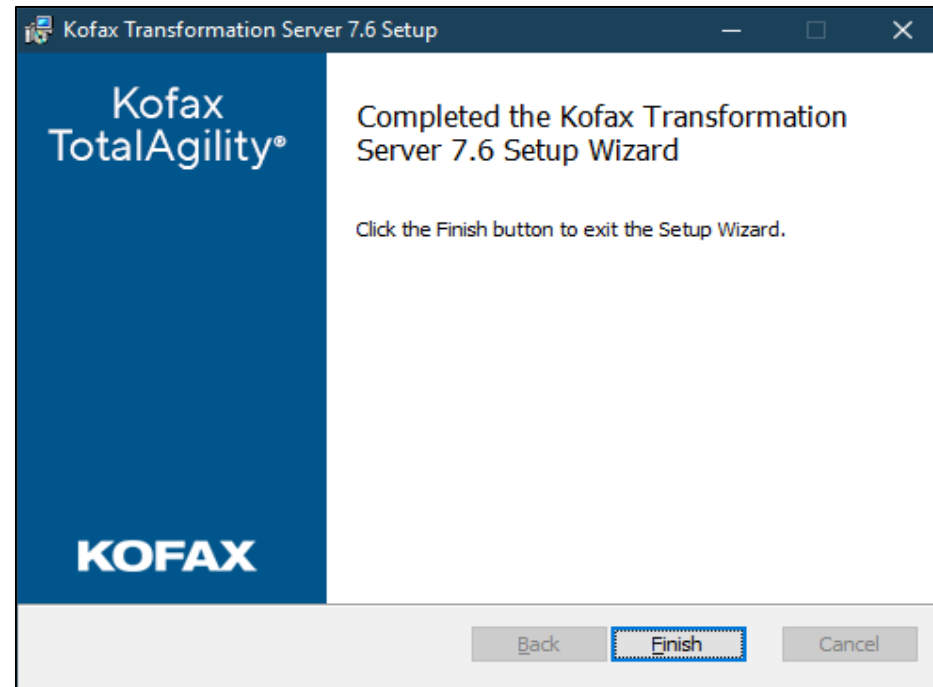 Kofax Transformation Server 7.6 Setup
Kofax
TotalAgility®
Completed the Kofax Transformation
Server 7.6 Setup Wizard
Click the Finish button to exit the Setup Wizard.
KOFAX
Back
Finish
Cancel